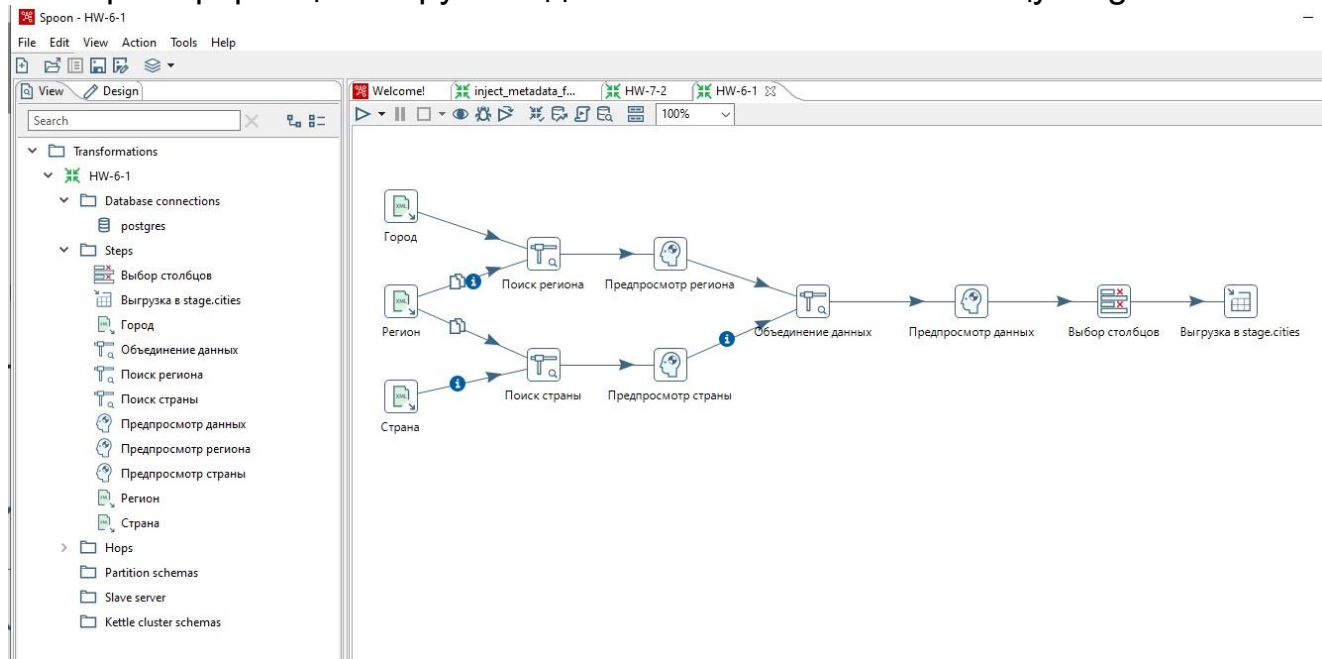 Spoon - HW-6-1
File Edit View Action Tools Help
View Design
Search
Transformations
HW-6-1
Database connections
postgres
Steps
Выбор столбцов
Выгрузка в stage.cities
Город
Объединение данных
Поиск региона
Поиск страны
Предпросмотр данных
Предпросмотр региона
Предпросмотр страны
Регион
Страна
Hops
Partition schemas
Slave server
Kettle cluster schemas
Welcome! inject_metadata_f... HW-7-2 HW-6-1
100%
Город
Поиск региона Предпросмотр региона
Регион Объединение данных Предпросмотр данных Выбор столбцов Выгрузка в stage.cities
Поиск страны Предпросмотр страны
Страна